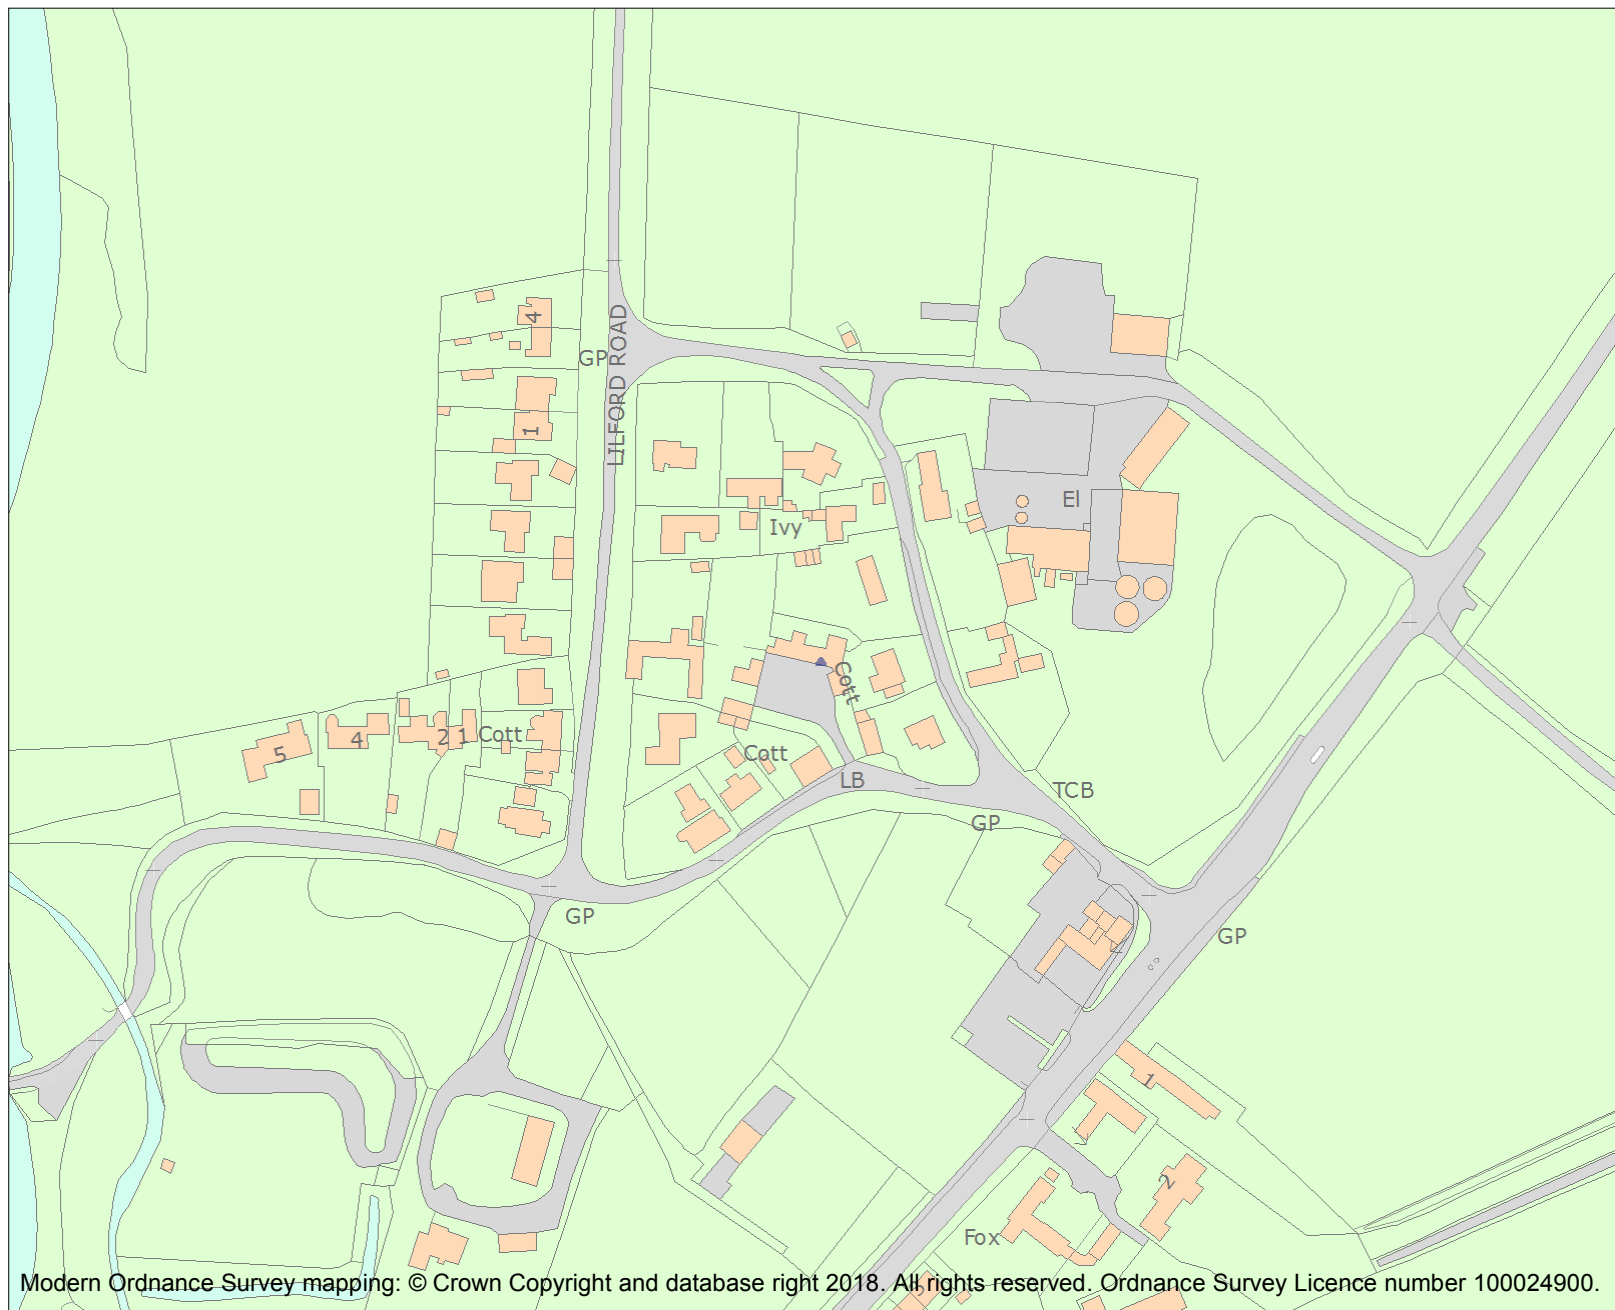 4
GP
LILFORD ROAD
1
El
Ivy
Cott
Cott
2 1 Cott
4
5
Cott
LB
TCB
GP
GP
GP
1
2
Fox
Modern Ordnance Survey mapping: © Crown Copyright and database right 2018. All rights reserved. Ordnance Survey Licence number 100024900.